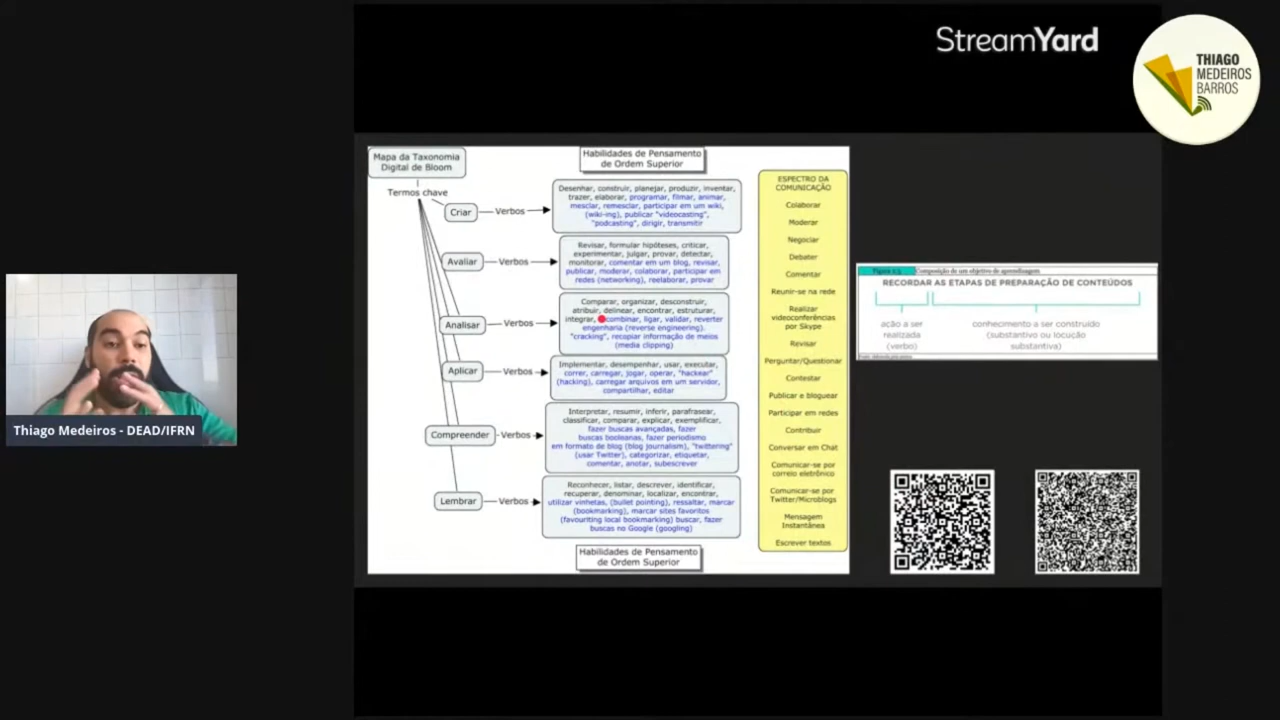 StreamYard
THIAGO
MEDEIROS
BARROS
Mapa da Taxonomia
Digital de Bloom
Termos chave
Habilidades de Pensamento
de Ordem Superior
Criar
Verbos
Desenhar, construir, planejar, produzir, inventar,
trazer, elaborar, programar, filmar, animar,
mesclar, remesclar, participar em um wiki,
(wiki-ing), publicar "videocasting",
"podcasting", dirigir, transmitir
Avaliar
Verbos
Revisar, formular hipóteses, criticar,
experimentar, julgar, provar, detectar,
monitorar, comentar em um blog, revisar,
publicar, moderar, colaborar, participar em
redes (networking), reelaborar, provar
Analisar
Verbos
Comparar, organizar, desconstruir,
atribuir, delinear, encontrar, estruturar,
integrar, combinar, ligar, validar, reverter
engenharia (reverse engineering).
"cracking", recopiar informação de meios
(media clipping)
Aplicar
Verbos
Implementar, desempenhar, usar, executar,
correr, carregar, jogar, operar, "hackear"
(hacking), carregar arquivos em um servidor,
compartilhar, editar
Compreender
Verbos
Interpretar, resumir, inferir, parafrasear,
classificar, comparar, explicar, exemplificar,
fazer buscas avançadas, fazer
buscas booleanas, fazer periodismo
em formato de blog (blog journalism), "twittering"
(usar Twitter), categorizar, etiquetar,
comentar, anotar, subescrever
Lembrar
Verbos
Reconhecer, listar, descrever, identificar,
recuperar, denominar, localizar, encontrar,
utilizar vinhetas, (bullet pointing), ressaltar, marcar
(bookmarking), marcar sites favoritos
(favouriting local bookmarking) buscar, fazer
buscas no Google (googling)
Habilidades de Pensamento
de Ordem Superior
ESPECTRO DA
COMUNICAÇÃO
Colaborar
Moderar
Negociar
Debater
Comentar
Reunir-se na rede
Realizar
videoconferências
por Skype
Revisar
Perguntar/Questionar
Contestar
Publicar e bloguear
Participar em redes
Contribuir
Conversar em Chat
Comunicar-se por
correio eletrônico
Comunicar-se por
Twitter/Microblogs
Mensagem
Instantânea
Escrever textos
Composição de um objetivo de aprendizagem
RECORDAR AS ETAPAS DE PREPARAÇÃO DE CONTEÚDOS
ação a ser
realizada
(verbo)
conhecimento a ser construído
(substantivo ou locução
substantiva)
Thiago Medeiros - DEAD/IFRN